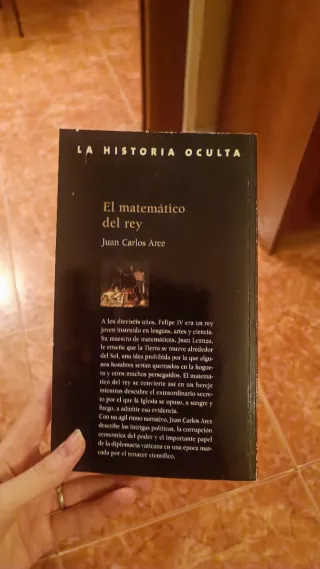 LA HISTORIA OCULTA
El matemático
del rey
Juan Carlos Arce
A los dieciséis años, Felipe IV era un rey
joven instruido en lenguas, artes y ciencia.
Su maestro de matemáticas, Juan Lezuza,
le enseña que la Tierra se mueve alrededor
del Sol, una idea prohibida por la que algu-
nos hombres serían quemados en la hogue-
ra y otros muchos perseguidos. El matemá-
tico del rey se convierte así en un hereje
mientras descubre el extraordinario secre-
to por el que la Iglesia se opuso, a sangre y
fuego, a admitir esa evidencia.
Con un ágil ritmo narrativo, Juan Carlos Arce
describe las intrigas políticas, la corrupción
económica del poder y el importante papel
de la diplomacia vaticana en una época mar-
cada por el renacer científico.